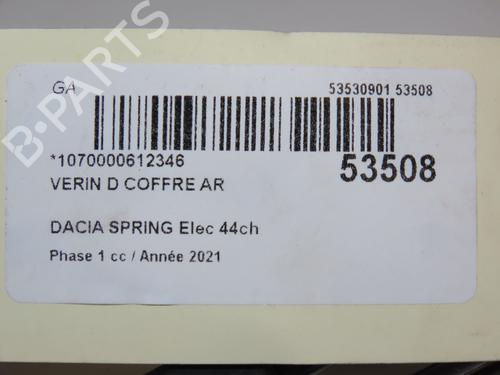 GA
53530901 53508
*1070000612346
53508
VERIN D COFFRE AR
DACIA SPRING Elec 44ch
Phase 1 cc / Année 2021
B-PARTS